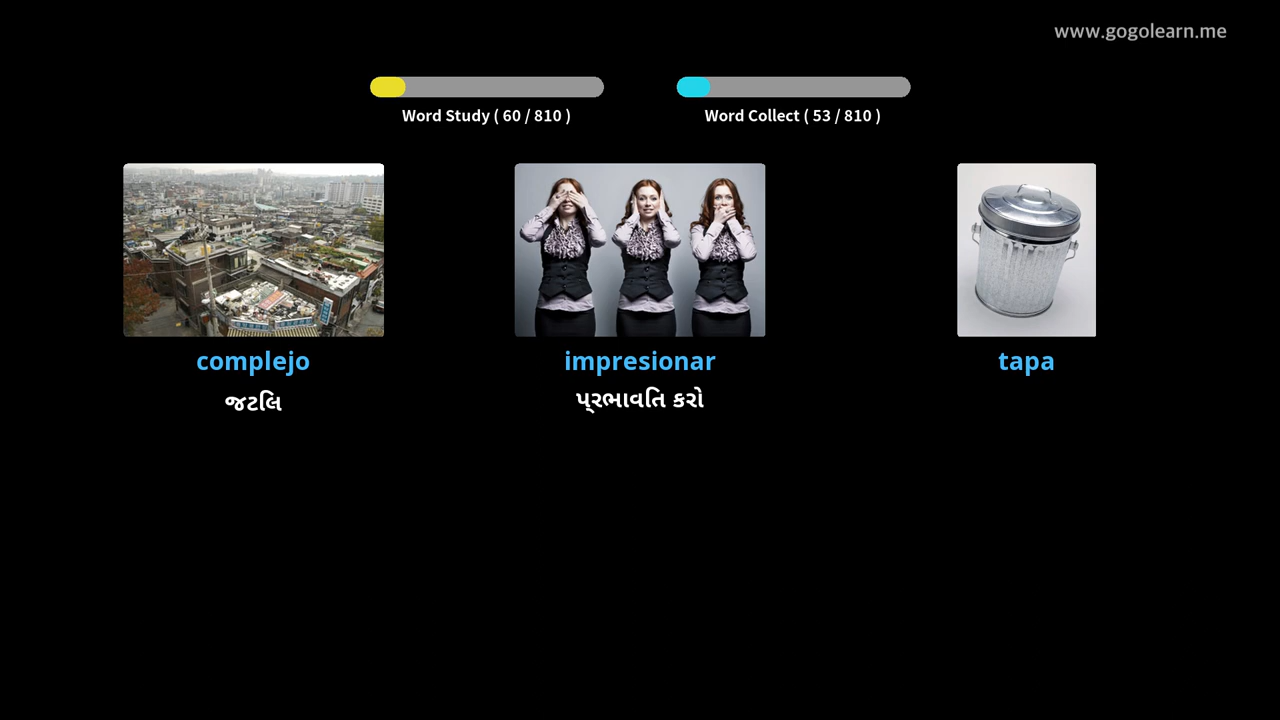 www.gogolearn.me
Word Study ( 60 / 810 )
Word Collect ( 53 / 810 )
complejo
impresionar
tapa
જટિલ
પ્રભાવિત કરો